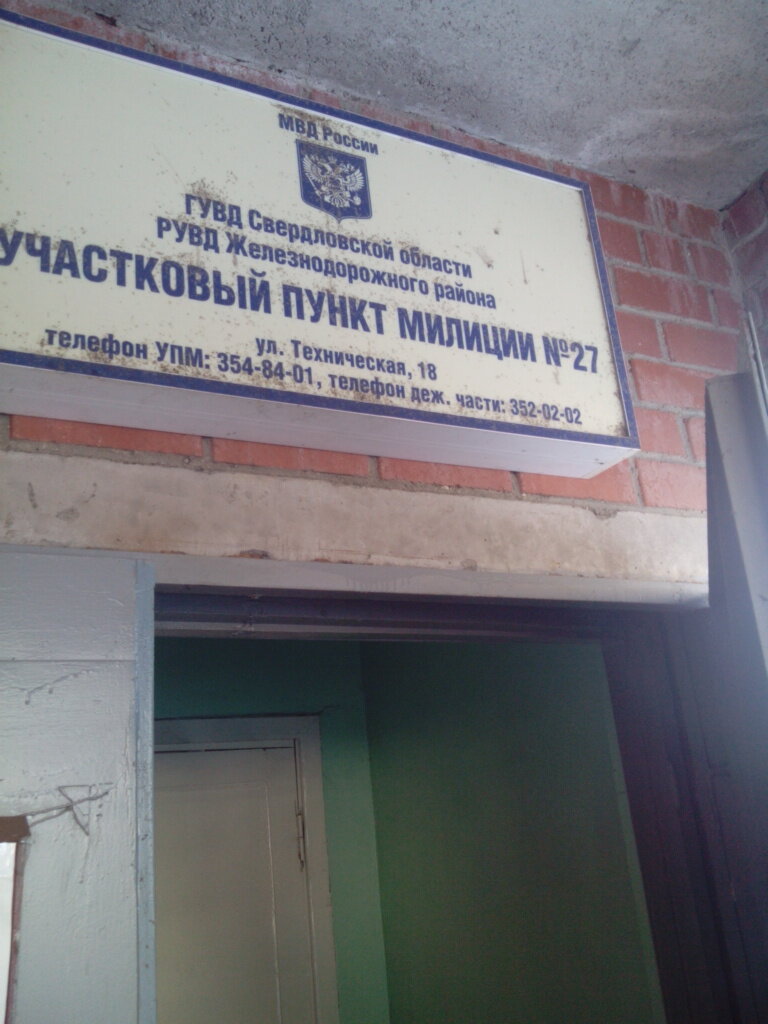 МВД России
ГУВД Свердловской области
РУВД Железнодорожного района
УЧАСТКОВЫЙ ПУНКТ МИЛИЦИИ №27
ул. Техническая, 18
телефон УПМ: 354-84-01, телефон деж. части: 352-02-02